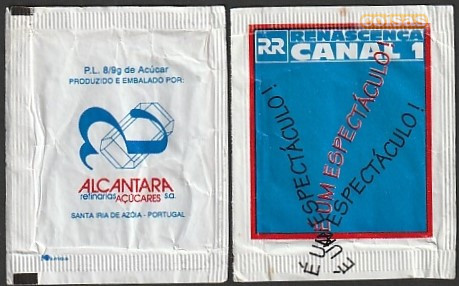 P.L. 8/9g de Açúcar
PRODUZIDO E EMBALADO POR:
ALCANTARA
refinarias AÇÚCARES s.a.
SANTA IRIA DE AZÓIA - PORTUGAL
coisas
RR RENASCENÇA
CANAL 1
É UM ESPECTÁCULO!
É UM ESPECTÁCULO!
É UM ESPECTÁCULO!